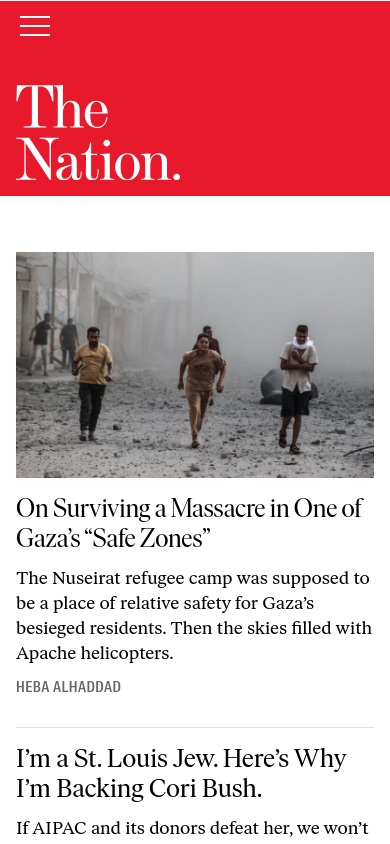 The
Nation.
On Surviving a Massacre in One of
Gaza’s “Safe Zones”
The Nuseirat refugee camp was supposed to
be a place of relative safety for Gaza’s
besieged residents. Then the skies filled with
Apache helicopters.
HEBA ALHADDAD
I’m a St. Louis Jew. Here’s Why
I’m Backing Cori Bush.
If AIPAC and its donors defeat her, we won’t